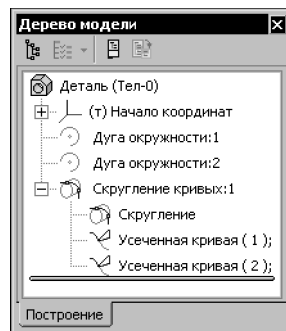 Дерево модели
Деталь (Тел-0)
(т) Начало координат
Дуга окружности:1
Дуга окружности:2
Скругление кривых:1
Скругление
Усеченная кривая ( 1 );
Усеченная кривая ( 2 );
Построение